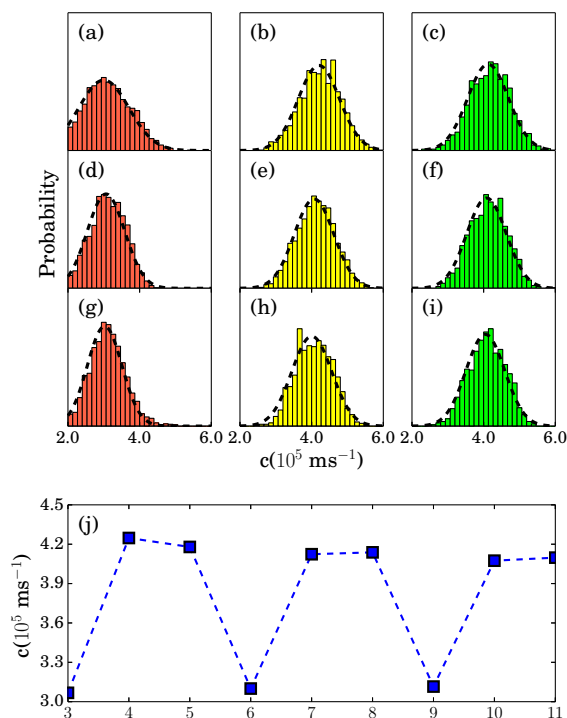 (a) (b) (c)
(d) (e) (f)
(g) (h) (i)
Probability
2.0 4.0 6.0 2.0 4.0 6.0 2.0 4.0 6.0
c(10⁵ ms⁻¹)
(j)
c(10⁵ ms⁻¹)
4.5
4.2
3.9
3.6
3.3
3.0
3 4 5 6 7 8 9 10 11